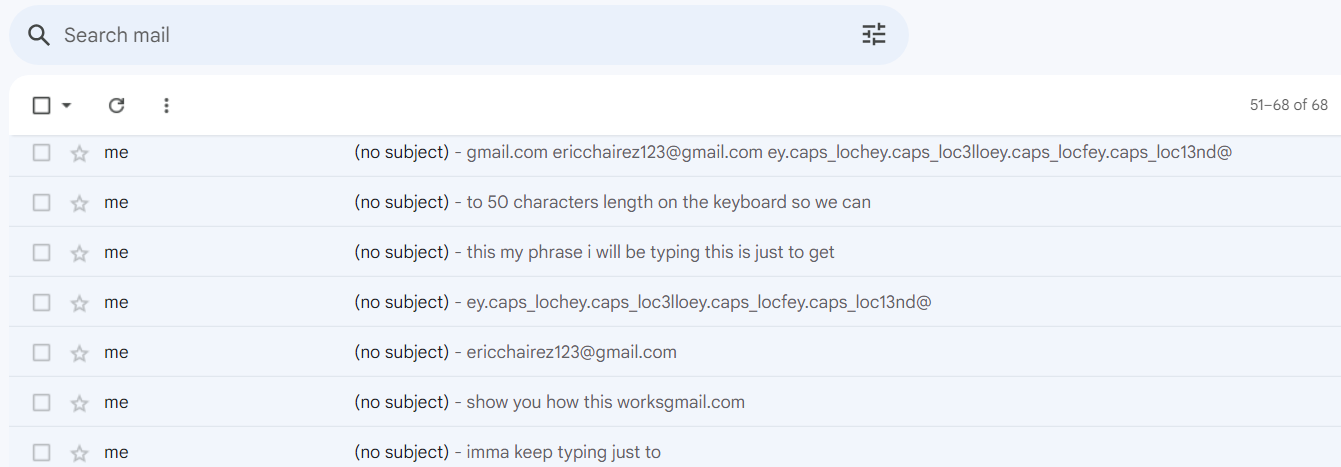 Search mail
51–68 of 68
me (no subject) - gmail.com ericchairez123@gmail.com ey.caps_lochey.caps_loc3lloey.caps_locfey.caps_loc13nd@
me (no subject) - to 50 characters length on the keyboard so we can
me (no subject) - this my phrase i will be typing this is just to get
me (no subject) - ey.caps_lochey.caps_loc3lloey.caps_locfey.caps_loc13nd@
me (no subject) - ericchairez123@gmail.com
me (no subject) - show you how this worksgmail.com
me (no subject) - imma keep typing just to